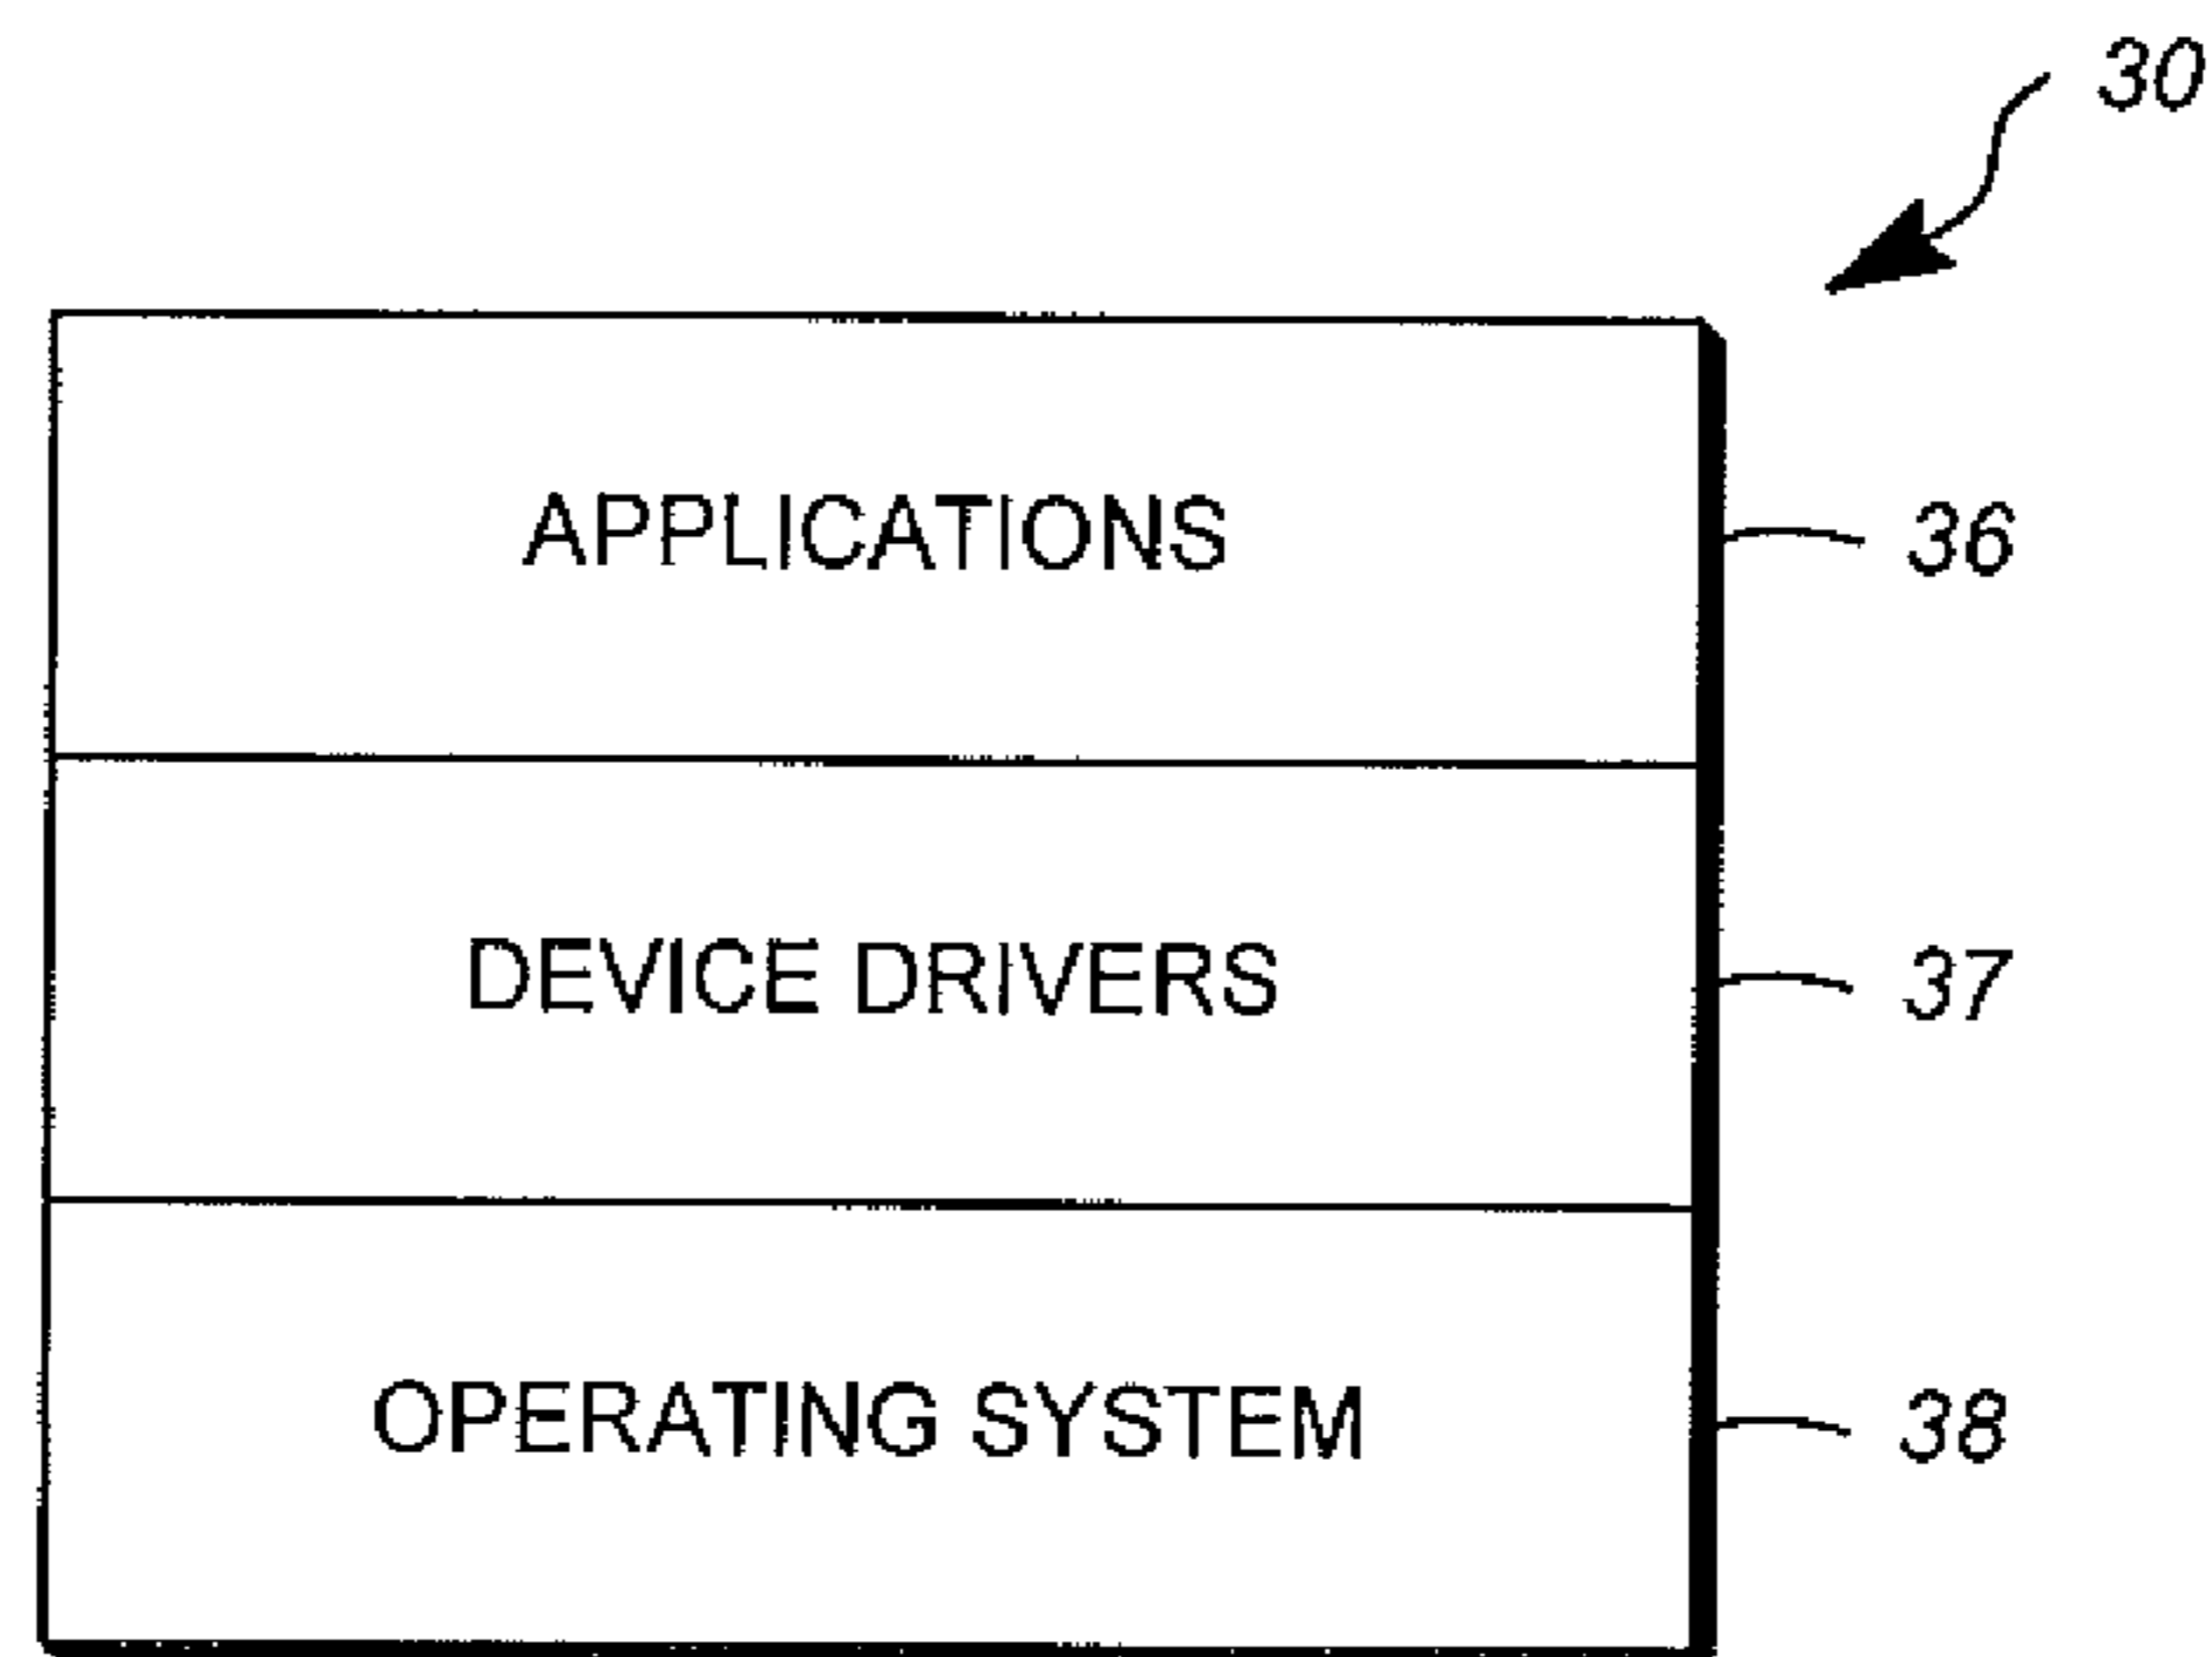 30
APPLICATIONS
36
DEVICE DRIVERS
37
OPERATING SYSTEM
38